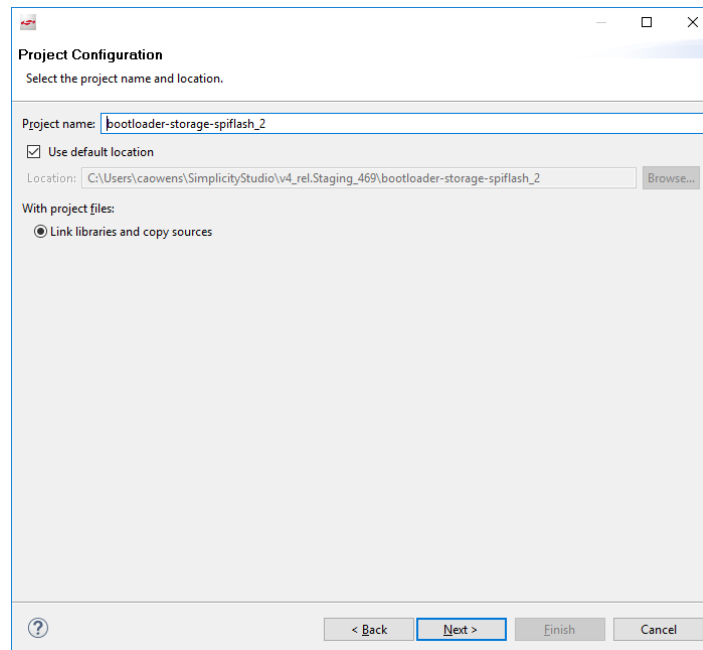 Project Configuration
Select the project name and location.
Project name: bootloader-storage-spiflash_2
Use default location
Location: C:\Users\caowens\SimplicityStudio\v4_rel.Staging_469\bootloader-storage-spiflash_2 Browse...
With project files:
Link libraries and copy sources
? < Back Next > Finish Cancel